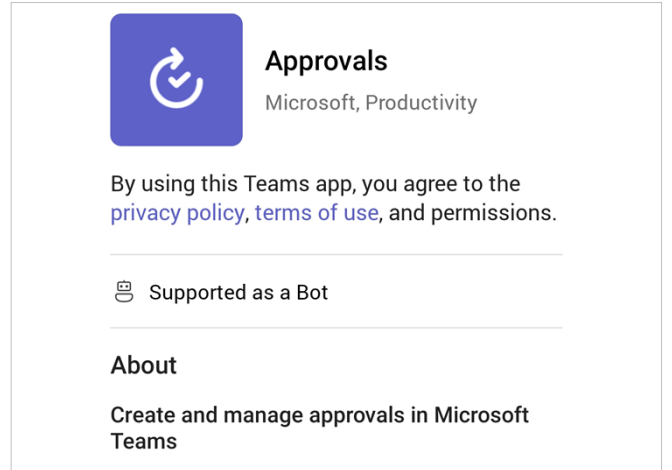 Approvals
Microsoft, Productivity
By using this Teams app, you agree to the
privacy policy, terms of use, and permissions.
Supported as a Bot
About
Create and manage approvals in Microsoft
Teams